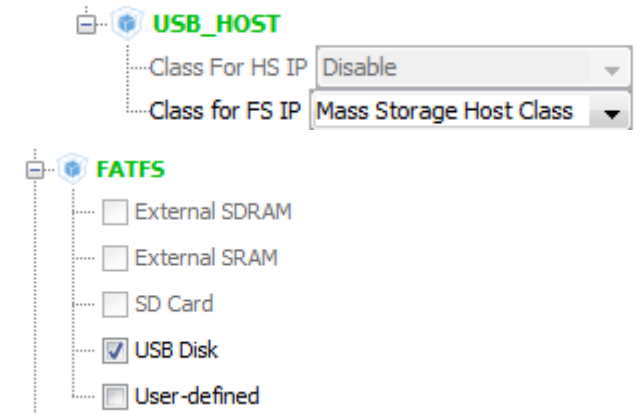 USB_HOST
Class For HS IP Disable
Class for FS IP Mass Storage Host Class
FATFS
External SDRAM
External SRAM
SD Card
USB Disk
User-defined